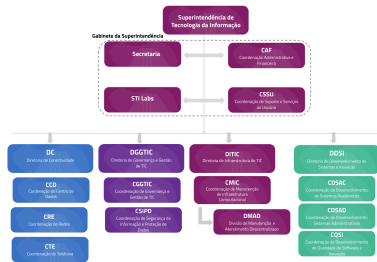 Superintendência de
Tecnologia da Informação
Gabinete da Superintendência
Secretaria
CAF
Coordenação Administrativa e
Financeira
STI Labs
CSSU
Coordenação de Suporte e Serviços
ao Usuário
DC
Diretoria de Conectividade
CCD
Coordenação do Centro de
Dados
CRE
Coordenação de Redes
CTE
Coordenação de Telefonia
DGGTIC
Diretoria de Governança e Gestão
de TIC
CGGTIC
Coordenação de Governança e
Gestão de TIC
CSIPD
Coordenação de Segurança da
Informação e Proteção de
Dados
DITIC
Diretoria de Infraestrutura de TIC
CMIC
Coordenação de Manutenção
de Infraestrutura
Computacional
DMAD
Divisão de Manutenção e
Atendimento Descentralizado
DDSI
Diretoria de Desenvolvimento de
Sistemas e Inovação
CDSAC
Coordenação de Desenvolvimento
de Sistemas Acadêmicos
CDSAD
Coordenação de Desenvolvimento
Sistemas Administrativos
CQSI
Coordenação de Desenvolvimento
de Qualidade de Software e
Inovação